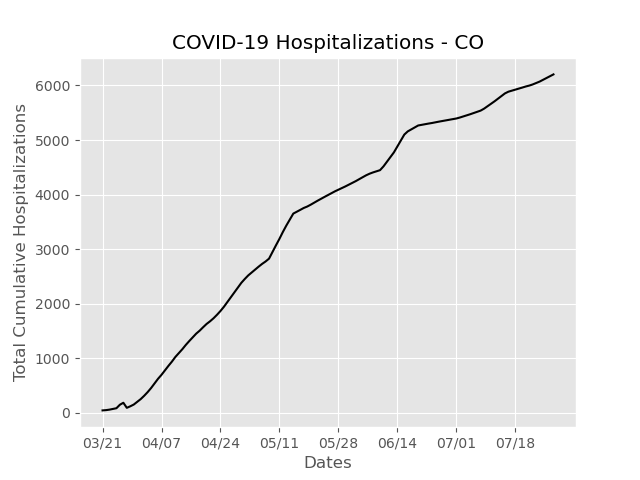 COVID-19 Hospitalizations - CO
Total Cumulative Hospitalizations
6000
5000
4000
3000
2000
1000
0
03/21 04/07 04/24 05/11 05/28 06/14 07/01 07/18
Dates